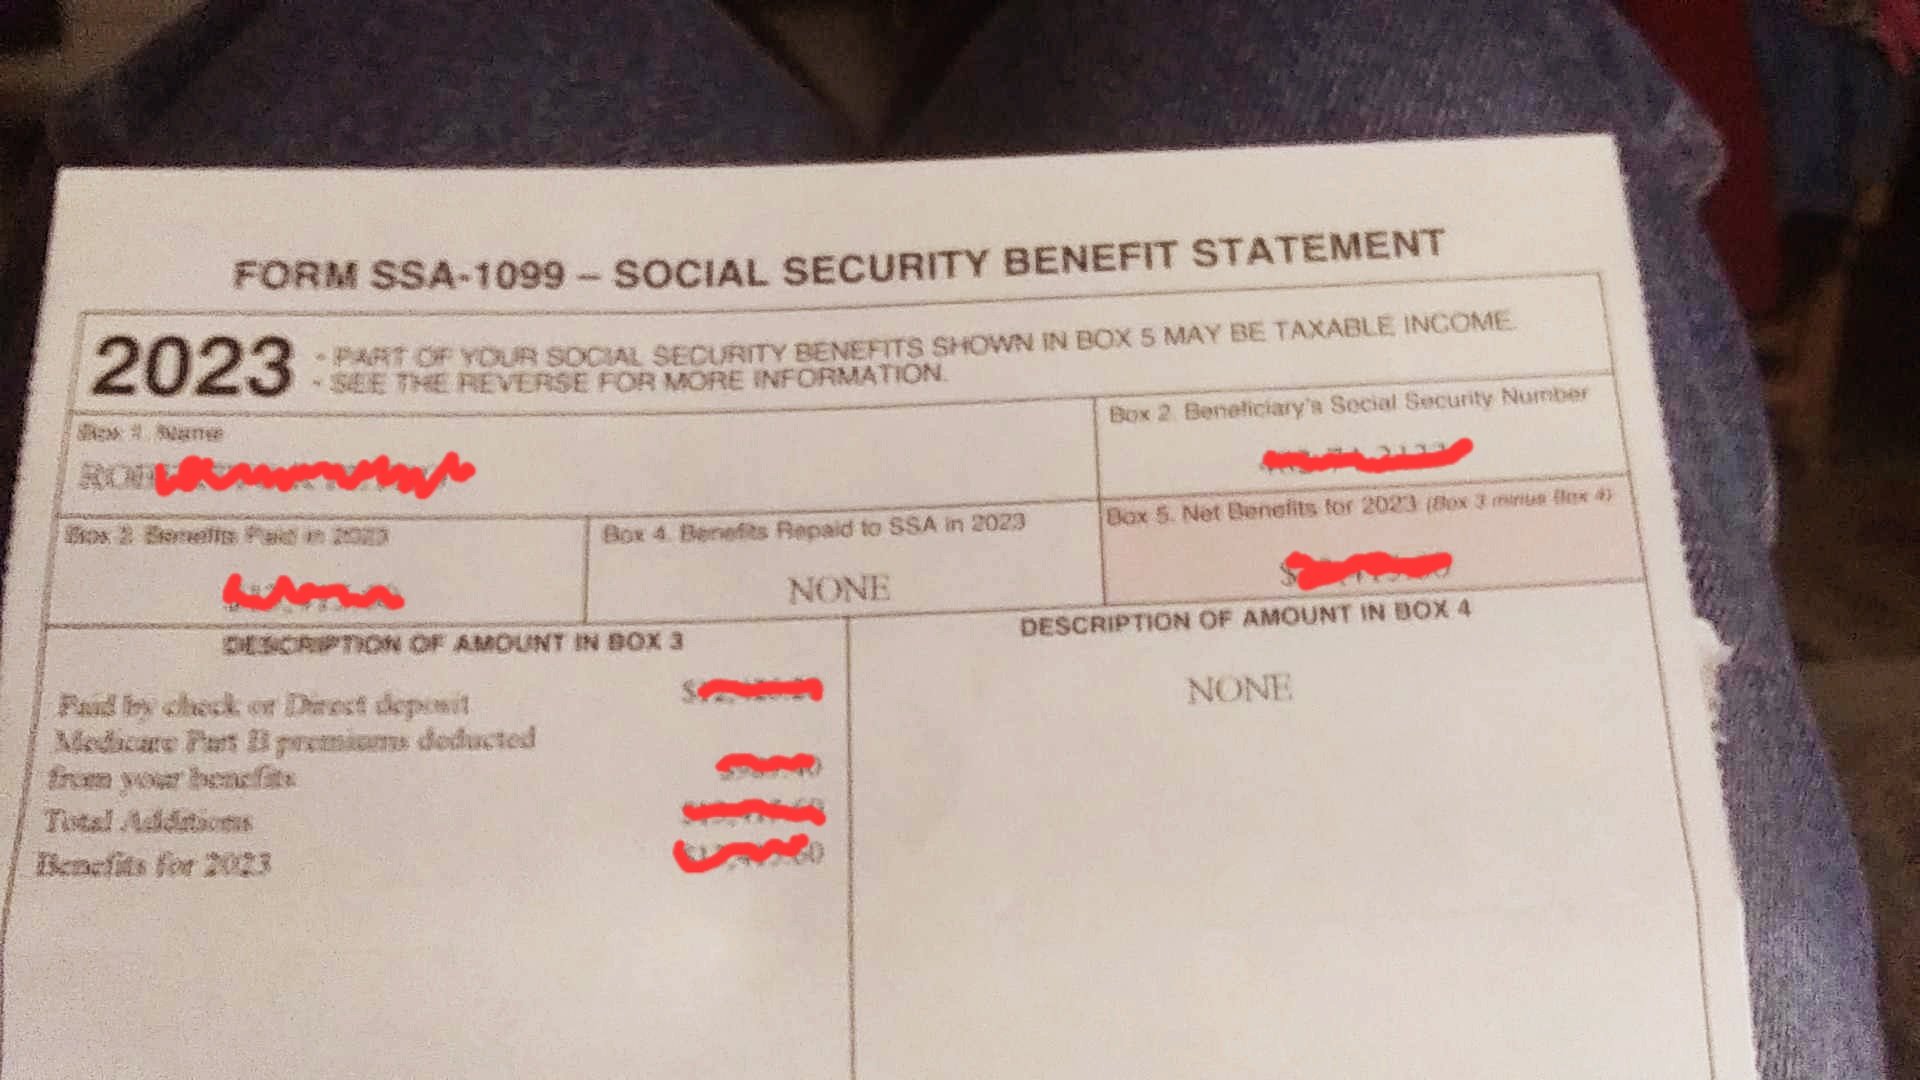 FORM SSA-1099 – SOCIAL SECURITY BENEFIT STATEMENT
2023
• PART OF YOUR SOCIAL SECURITY BENEFITS SHOWN IN BOX 5 MAY BE TAXABLE INCOME.
• SEE THE REVERSE FOR MORE INFORMATION.
Box 1. Name
Box 2. Beneficiary's Social Security Number
Box 3. Benefits Paid in 2023
Box 4. Benefits Repaid to SSA in 2023
NONE
Box 5. Net Benefits for 2023 (Box 3 minus Box 4)
$
DESCRIPTION OF AMOUNT IN BOX 3
Paid by check or Direct deposit $
Medicare Part B premiums deducted
from your benefits
Total Additions
Benefits for 2023
DESCRIPTION OF AMOUNT IN BOX 4
NONE